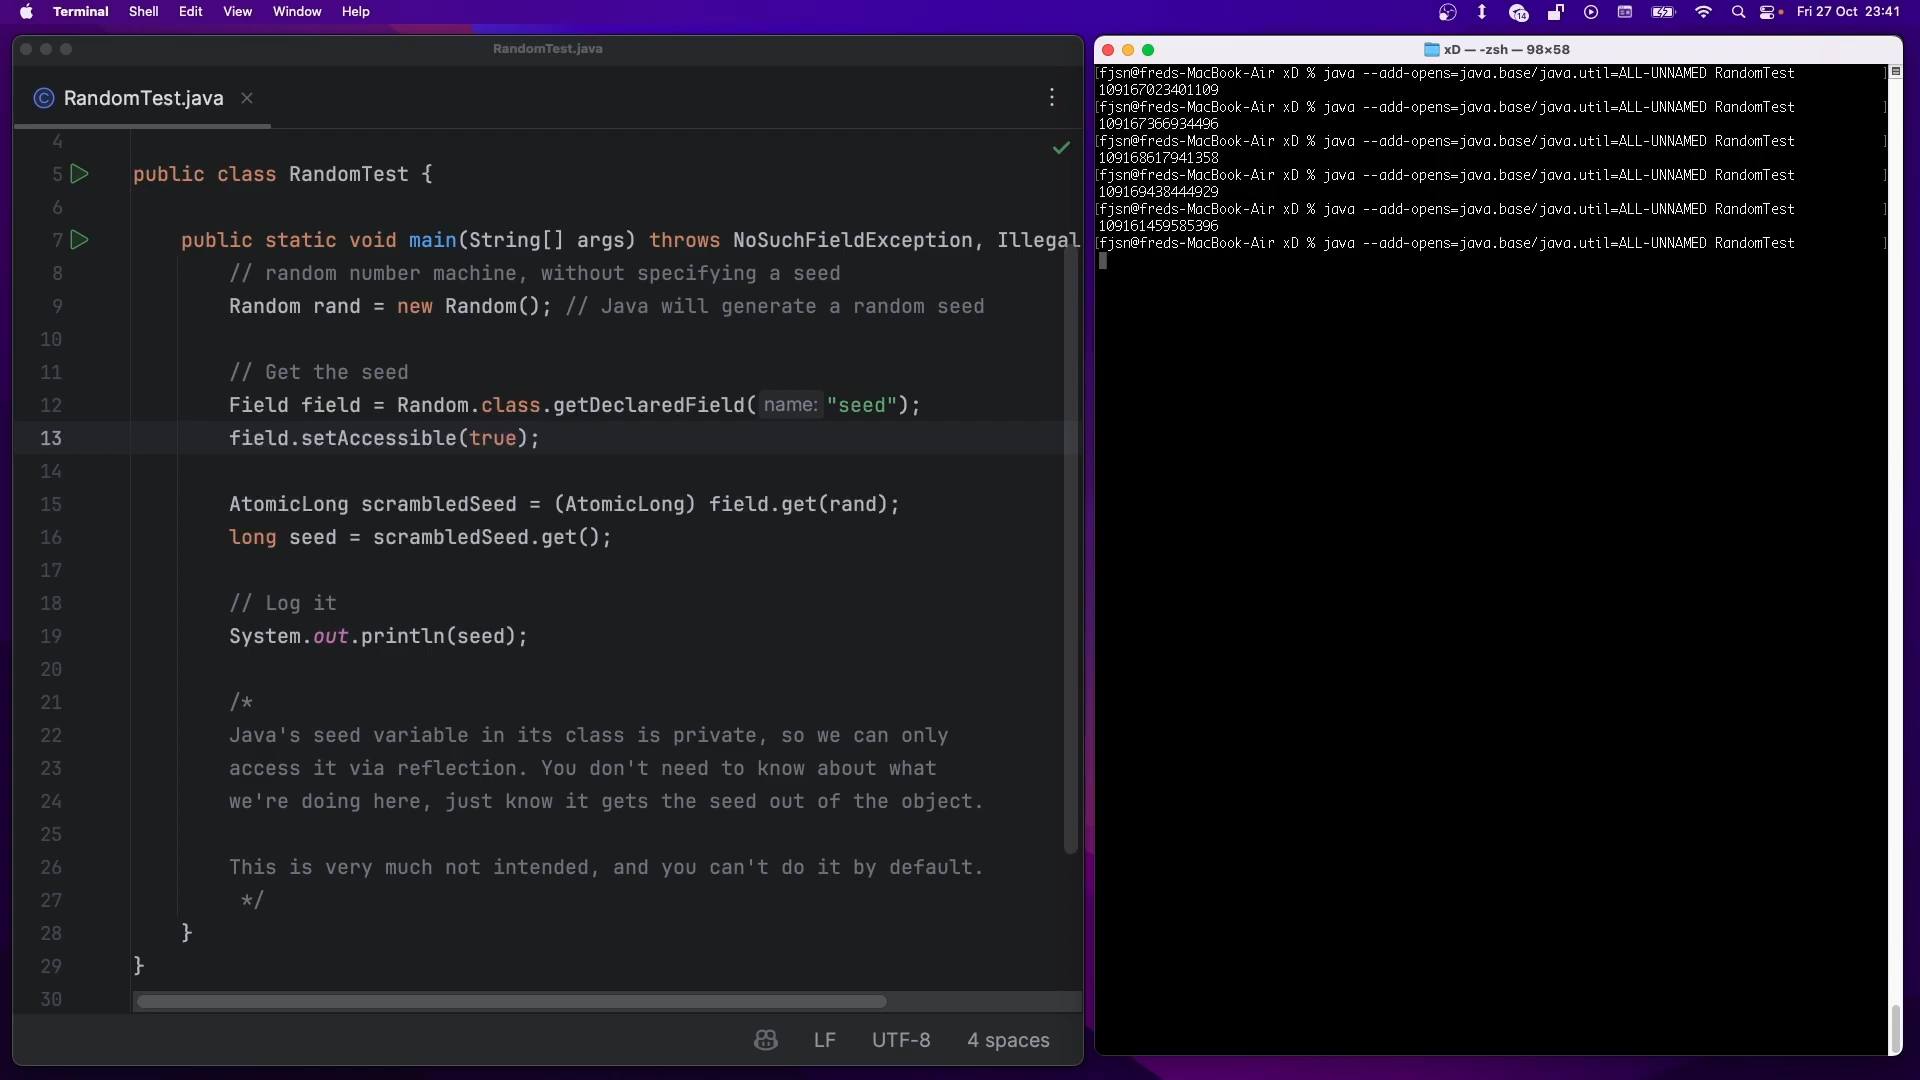 Terminal Shell Edit View Window Help
14
Fri 27 Oct 23:41
RandomTest.java
RandomTest.java
4
5 public class RandomTest {
6
7 public static void main(String[] args) throws NoSuchFieldException, Illegal
8 // random number machine, without specifying a seed
9 Random rand = new Random(); // Java will generate a random seed
10
11 // Get the seed
12 Field field = Random.class.getDeclaredField( name: "seed");
13 field.setAccessible(true);
14
15 AtomicLong scrambledSeed = (AtomicLong) field.get(rand);
16 long seed = scrambledSeed.get();
17
18 // Log it
19 System.out.println(seed);
20
21 /*
22 Java's seed variable in its class is private, so we can only
23 access it via reflection. You don't need to know about what
24 we're doing here, just know it gets the seed out of the object.
25
26 This is very much not intended, and you can't do it by default.
27 */
28 }
29 }
30
LF UTF-8 4 spaces
xD — -zsh — 98×58
[fjsn@freds-MacBook-Air xD % java --add-opens=java.base/java.util=ALL-UNNAMED RandomTest ]
109167023401109
[fjsn@freds-MacBook-Air xD % java --add-opens=java.base/java.util=ALL-UNNAMED RandomTest ]
109167366934496
[fjsn@freds-MacBook-Air xD % java --add-opens=java.base/java.util=ALL-UNNAMED RandomTest ]
109168617941358
[fjsn@freds-MacBook-Air xD % java --add-opens=java.base/java.util=ALL-UNNAMED RandomTest ]
109169438444929
[fjsn@freds-MacBook-Air xD % java --add-opens=java.base/java.util=ALL-UNNAMED RandomTest ]
109161459585396
[fjsn@freds-MacBook-Air xD % java --add-opens=java.base/java.util=ALL-UNNAMED RandomTest ]